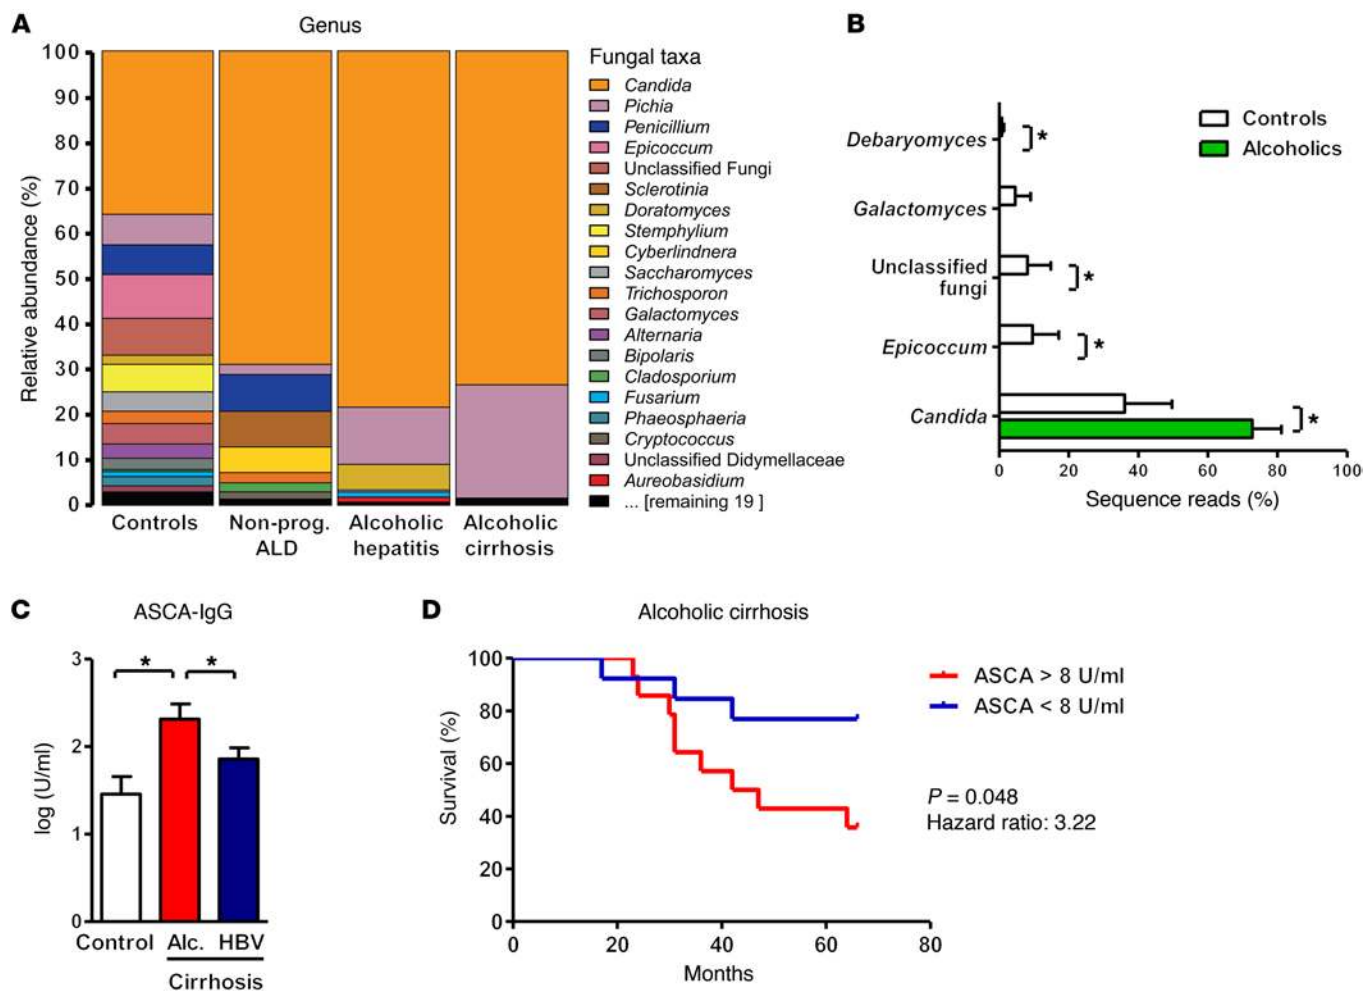 A
Genus
Relative abundance (%)
100
90
80
70
60
50
40
30
20
10
0
Controls
Non-prog.
ALD
Alcoholic
hepatitis
Alcoholic
cirrhosis
Fungal taxa
Candida
Pichia
Penicillium
Epicoccum
Unclassified Fungi
Sclerotinia
Doratomyces
Stemphylium
Cyberlindnera
Saccharomyces
Trichosporon
Galactomyces
Alternaria
Bipolaris
Cladosporium
Fusarium
Phaeosphaeria
Cryptococcus
Unclassified Didymellaceae
Aureobasidium
... [remaining 19 ]
B
Controls
Alcoholics
Debaryomyces
*
Galactomyces
Unclassified
fungi
*
Epicoccum
*
Candida
*
0 20 40 60 80 100
Sequence reads (%)
C
ASCA-IgG
log (U/ml)
3
2
1
0
* *
Control Alc. HBV
Cirrhosis
D
Alcoholic cirrhosis
Survival (%)
100
80
60
40
20
0
0 20 40 60 80
Months
ASCA > 8 U/ml
ASCA < 8 U/ml
P = 0.048
Hazard ratio: 3.22